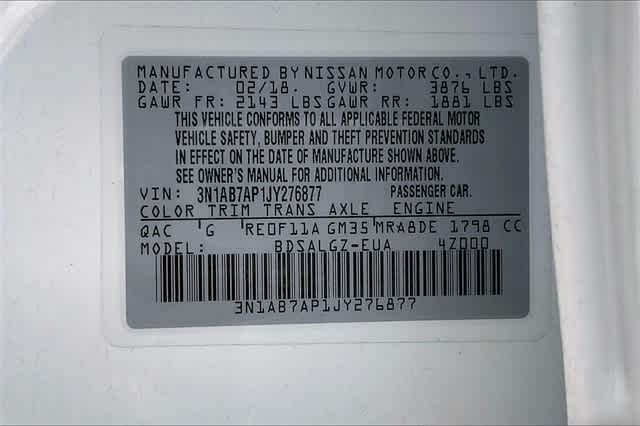 MANUFACTURED BY NISSAN MOTOR CO., LTD.
DATE: 02/18. GVWR: 3876 LBS
GAWR FR: 2143 LBS GAWR RR: 1881 LBS
THIS VEHICLE CONFORMS TO ALL APPLICABLE FEDERAL MOTOR
VEHICLE SAFETY, BUMPER AND THEFT PREVENTION STANDARDS
IN EFFECT ON THE DATE OF MANUFACTURE SHOWN ABOVE.
SEE OWNER'S MANUAL FOR ADDITIONAL INFORMATION.
VIN: 3N1AB7AP1JY276877 PASSENGER CAR.
COLOR TRIM TRANS AXLE ENGINE
QAC G RE0F11A GM35 MRA8DE 1798 CC
MODEL: BDSALGZ-EUA 4Z000
3N1AB7AP1JY276877